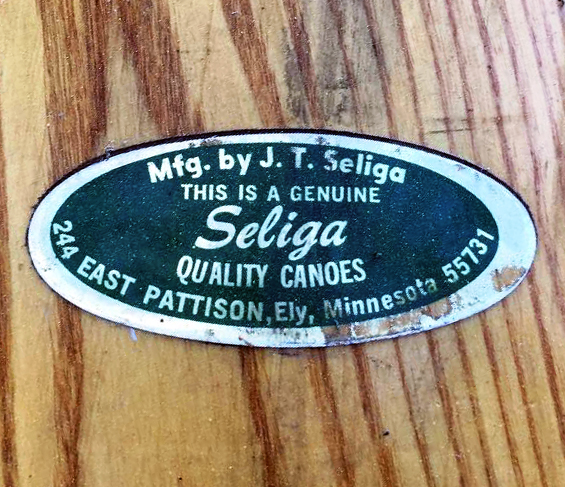 Mfg. by J. T. Seliga
THIS IS A GENUINE
Seliga
QUALITY CANOES
244 EAST PATTISON, Ely, Minnesota 55731